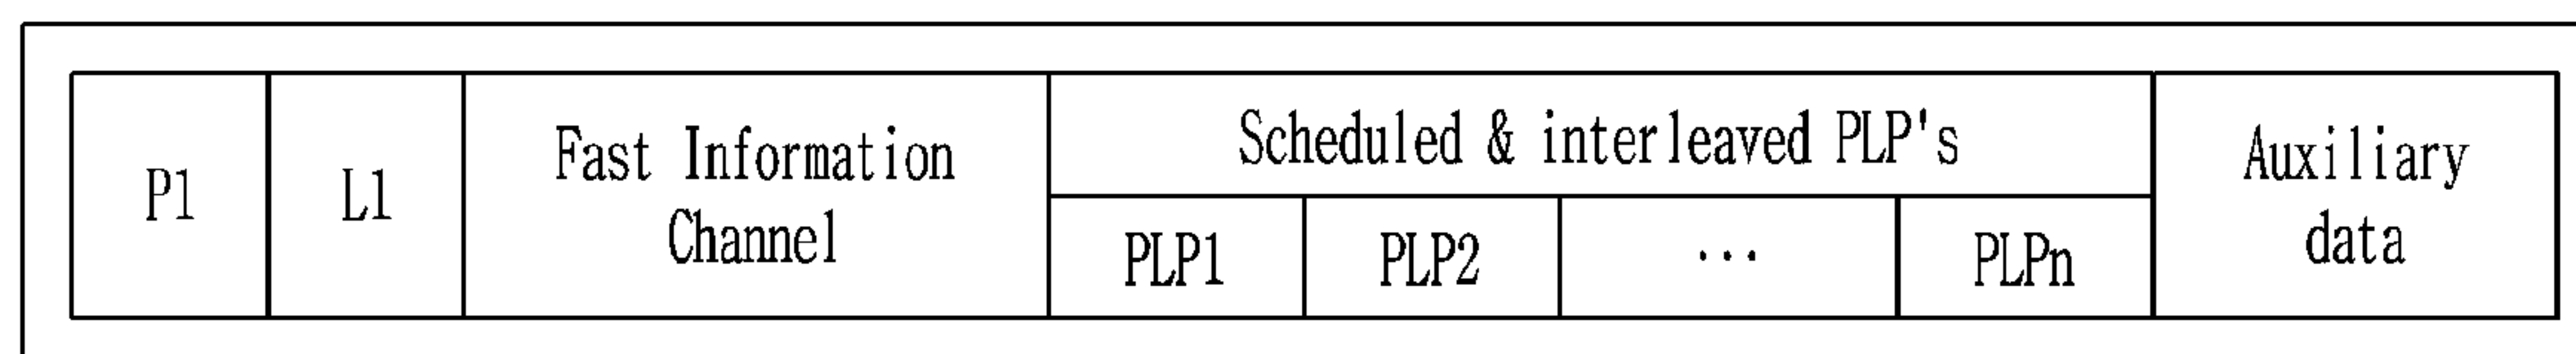 P1
L1
Fast Information
Channel
Scheduled & interleaved PLP's
PLP1
PLP2
...
PLPn
Auxiliary
data